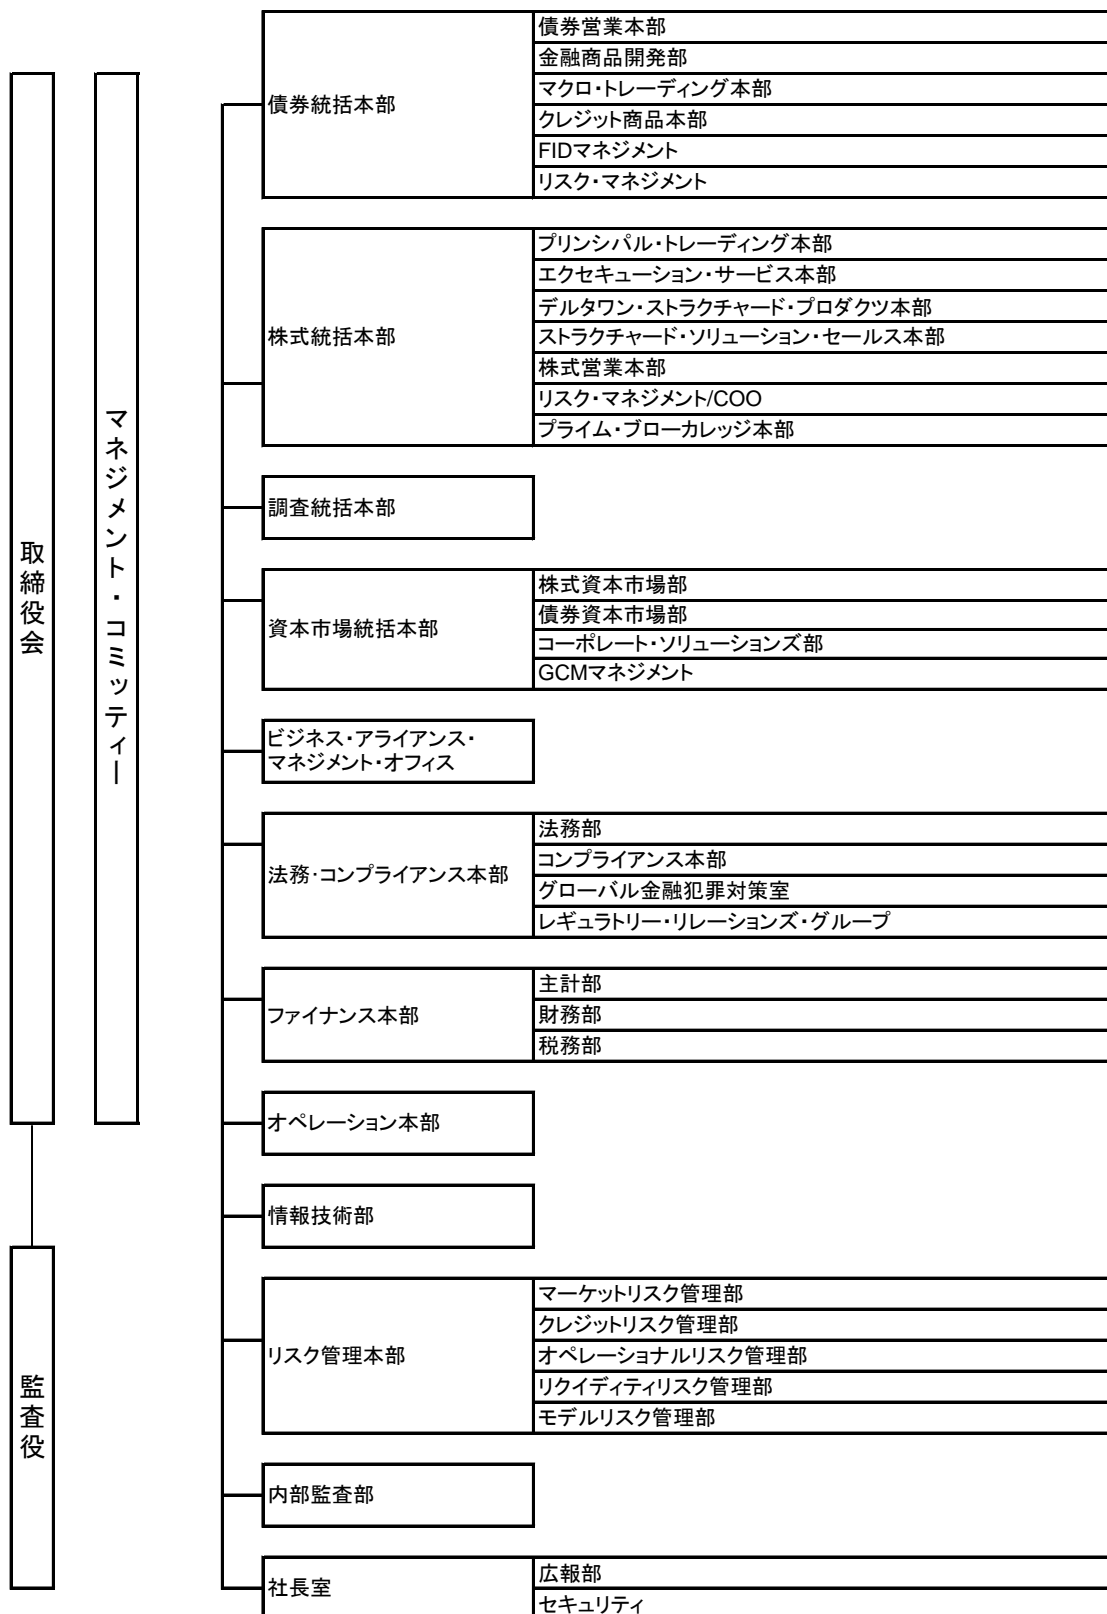 取締役会
監査役
マネジメント・コミッティー
債券統括本部
債券営業本部
金融商品開発部
マクロ・トレーディング本部
クレジット商品本部
FIDマネジメント
リスク・マネジメント
株式統括本部
プリンシパル・トレーディング本部
エクセキューション・サービス本部
デルタワン・ストラクチャード・プロダクツ本部
ストラクチャード・ソリューション・セールス本部
株式営業本部
リスク・マネジメント/COO
プライム・ブローカレッジ本部
調査統括本部
資本市場統括本部
株式資本市場部
債券資本市場部
コーポレート・ソリューションズ部
GCMマネジメント
ビジネス・アライアンス・
マネジメント・オフィス
法務・コンプライアンス本部
法務部
コンプライアンス本部
グローバル金融犯罪対策室
レギュラトリー・リレーションズ・グループ
ファイナンス本部
主計部
財務部
税務部
オペレーション本部
情報技術部
リスク管理本部
マーケットリスク管理部
クレジットリスク管理部
オペレーショナルリスク管理部
リクイディティリスク管理部
モデルリスク管理部
内部監査部
社長室
広報部
セキュリティ